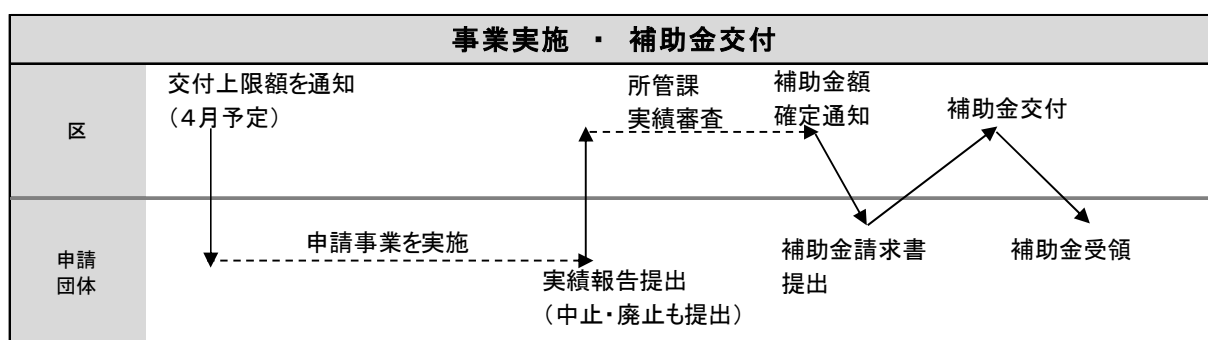 事業実施 ・ 補助金交付
区
交付上限額を通知
(4月予定)
所管課
実績審査
補助金額
確定通知
補助金交付
申請
団体
申請事業を実施
実績報告提出
(中止・廃止も提出)
補助金請求書
提出
補助金受領